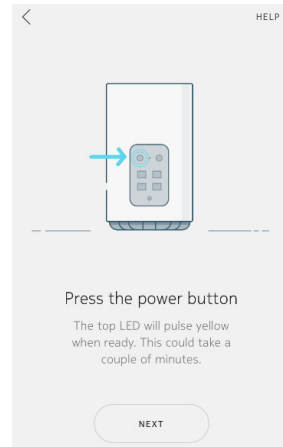 HELP
Press the power button
The top LED will pulse yellow
when ready. This could take a
couple of minutes.
NEXT